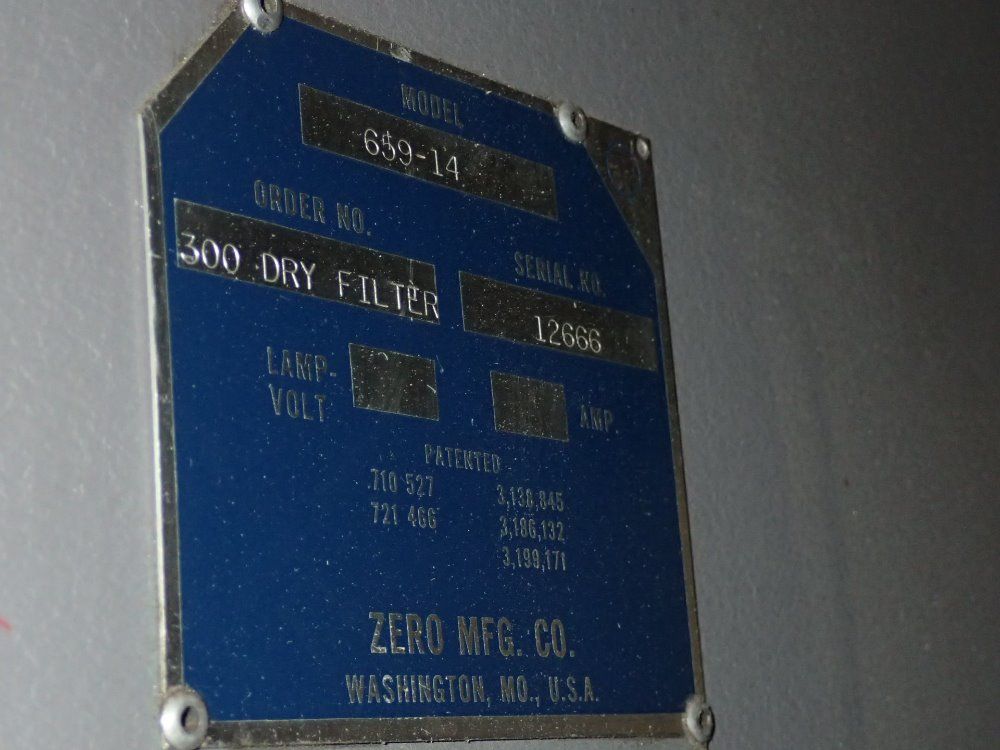 MODEL
659-14
ORDER NO.
300 DRY FILTER
SERIAL NO.
12666
LAMP-
VOLT
AMP.
PATENTED
710 527
3,138,845
721 466
3,186,132
3,199,171
ZERO MFG. CO.
WASHINGTON, MO., U.S.A.